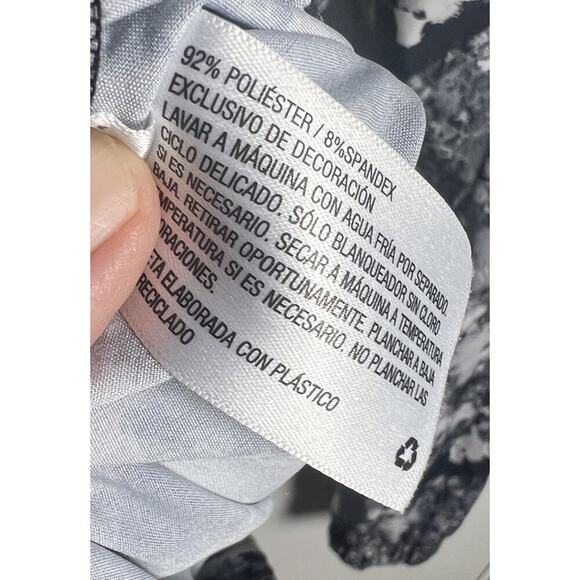 92% POLIÉSTER / 8%SPANDEX
EXCLUSIVO DE DECORACIÓN
LAVAR A MÁQUINA CON AGUA FRÍA POR SEPARADO,
CICLO DELICADO. SÓLO BLANQUEADOR SIN CLORO
SI ES NECESARIO. SECAR A MÁQUINA A TEMPERATURA
BAJA. RETIRAR OPORTUNAMENTE. PLANCHAR A BAJA
TEMPERATURA SI ES NECESARIO. NO PLANCHAR LAS
ORACIONES.
ETA ELABORADA CON PLÁSTICO
RECICLADO